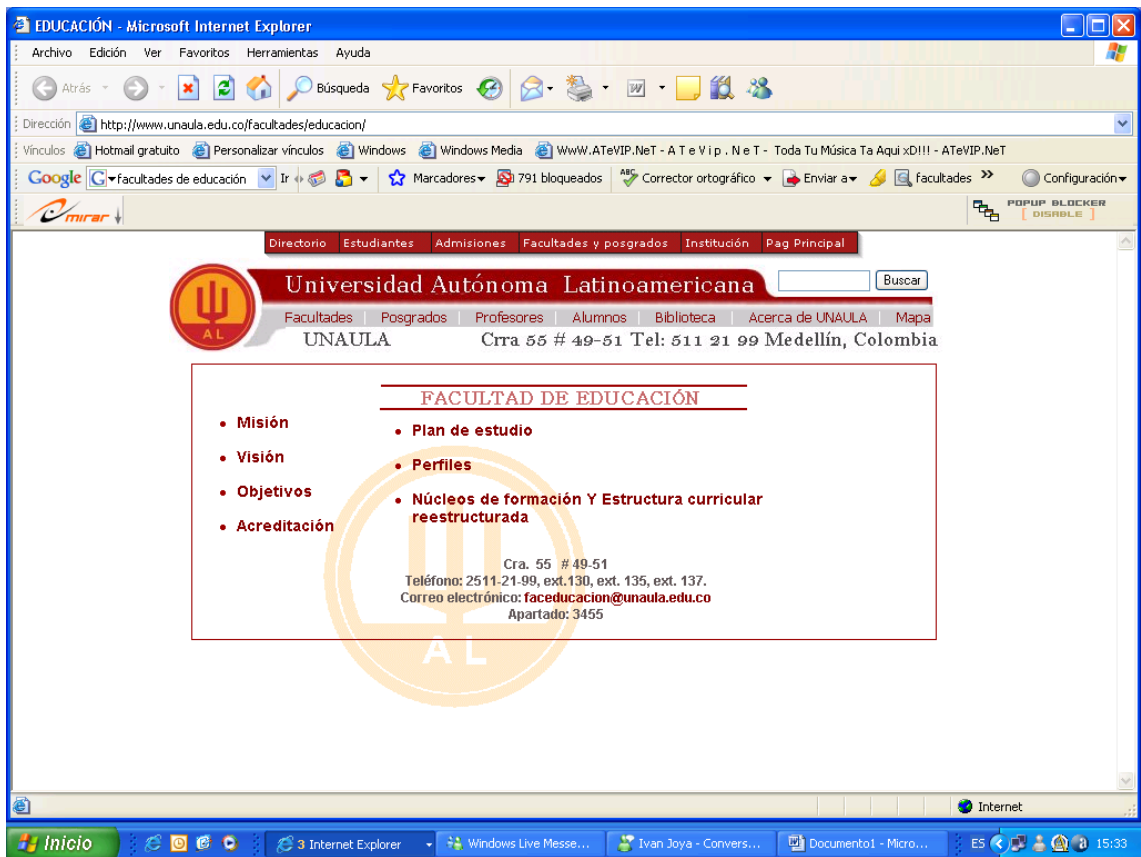 EDUCACIÓN - Microsoft Internet Explorer
Archivo Edición Ver Favoritos Herramientas Ayuda
Atrás Búsqueda Favoritos
Dirección http://www.unaula.edu.co/facultades/educacion/
Vínculos Hotmail gratuito Personalizar vínculos Windows Windows Media WwW.ATeVIP.NeT - A T e V i p . N e T - Toda Tu Música Ta Aqui xD!!! - ATeVIP.NeT
Google G facultades de educación Ir Marcadores 791 bloqueados ABC Corrector ortográfico Enviar a facultades » Configuración
mirar POPUP BLOCKER
[ DISABLE ]
Directorio Estudiantes Admisiones Facultades y posgrados Institución Pag Principal
Universidad Autónoma Latinoamericana Buscar
Facultades | Posgrados | Profesores | Alumnos | Biblioteca | Acerca de UNAULA | Mapa
AL
UNAULA Crra 55 # 49-51 Tel: 511 21 99 Medellín, Colombia
FACULTAD DE EDUCACIÓN
• Misión
• Visión
• Objetivos
• Acreditación
• Plan de estudio
• Perfiles
• Núcleos de formación Y Estructura curricular
reestructurada
Cra. 55 # 49-51
Teléfono: 2511-21-99, ext.130, ext. 135, ext. 137.
Correo electrónico: faceducacion@unaula.edu.co
Apartado: 3455
AL
Internet
Inicio 3 Internet Explorer Windows Live Messe... Ivan Joya - Convers... Documento1 - Micro... ES 15:33